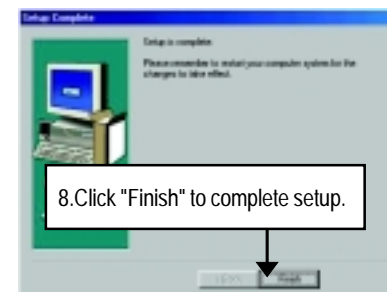 Setup Complete
Setup is complete.
Please remember to restart your computer system for the
changes to take effect.
8.Click "Finish" to complete setup.
< Back
Finish